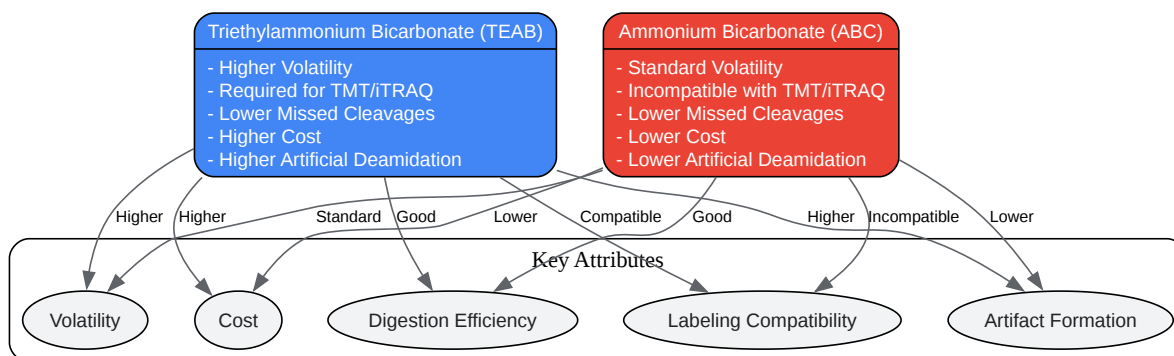 Triethylammonium Bicarbonate (TEAB)
- Higher Volatility
- Required for TMT/iTRAQ
- Lower Missed Cleavages
- Higher Cost
- Higher Artificial Deamidation
Ammonium Bicarbonate (ABC)
- Standard Volatility
- Incompatible with TMT/iTRAQ
- Lower Missed Cleavages
- Lower Cost
- Lower Artificial Deamidation
Higher
Higher
Standard
Good
Lower
Compatible
Good
Higher
Incompatible
Lower
Key Attributes
Volatility
Cost
Digestion Efficiency
Labeling Compatibility
Artifact Formation